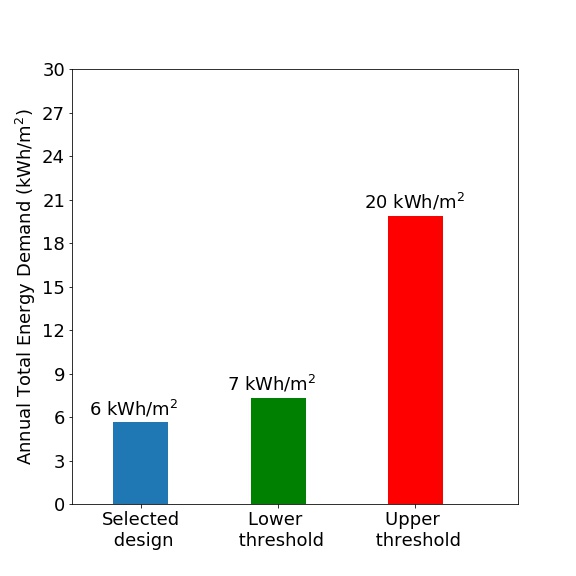 30
27
24
21
18
15
12
9
6
3
0
Annual Total Energy Demand (kWh/m²)
6 kWh/m²
7 kWh/m²
20 kWh/m²
Selected
design
Lower
threshold
Upper
threshold